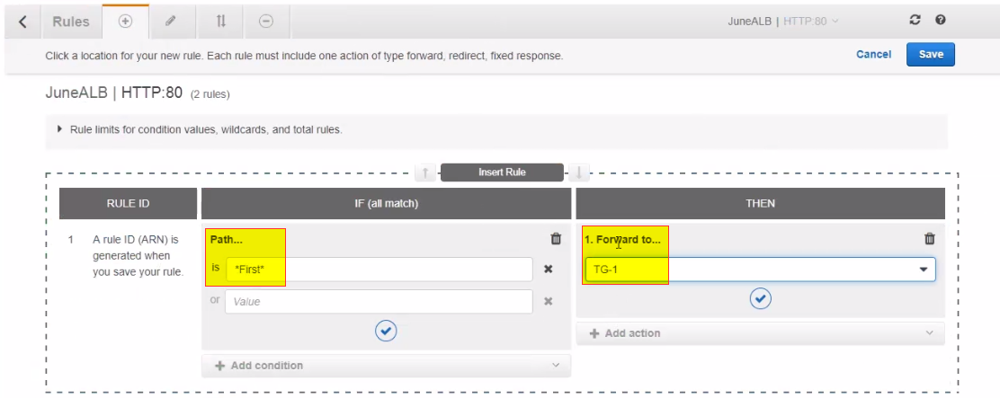 Rules JuneALB | HTTP:80
Click a location for your new rule. Each rule must include one action of type forward, redirect, fixed response. Cancel Save
JuneALB | HTTP:80 (2 rules)
Rule limits for condition values, wildcards, and total rules.
Insert Rule
RULE ID IF (all match) THEN
1 A rule ID (ARN) is
generated when
you save your rule.
Path...
is *First*
or Value
Add condition
1. Forward to...
TG-1
Add action